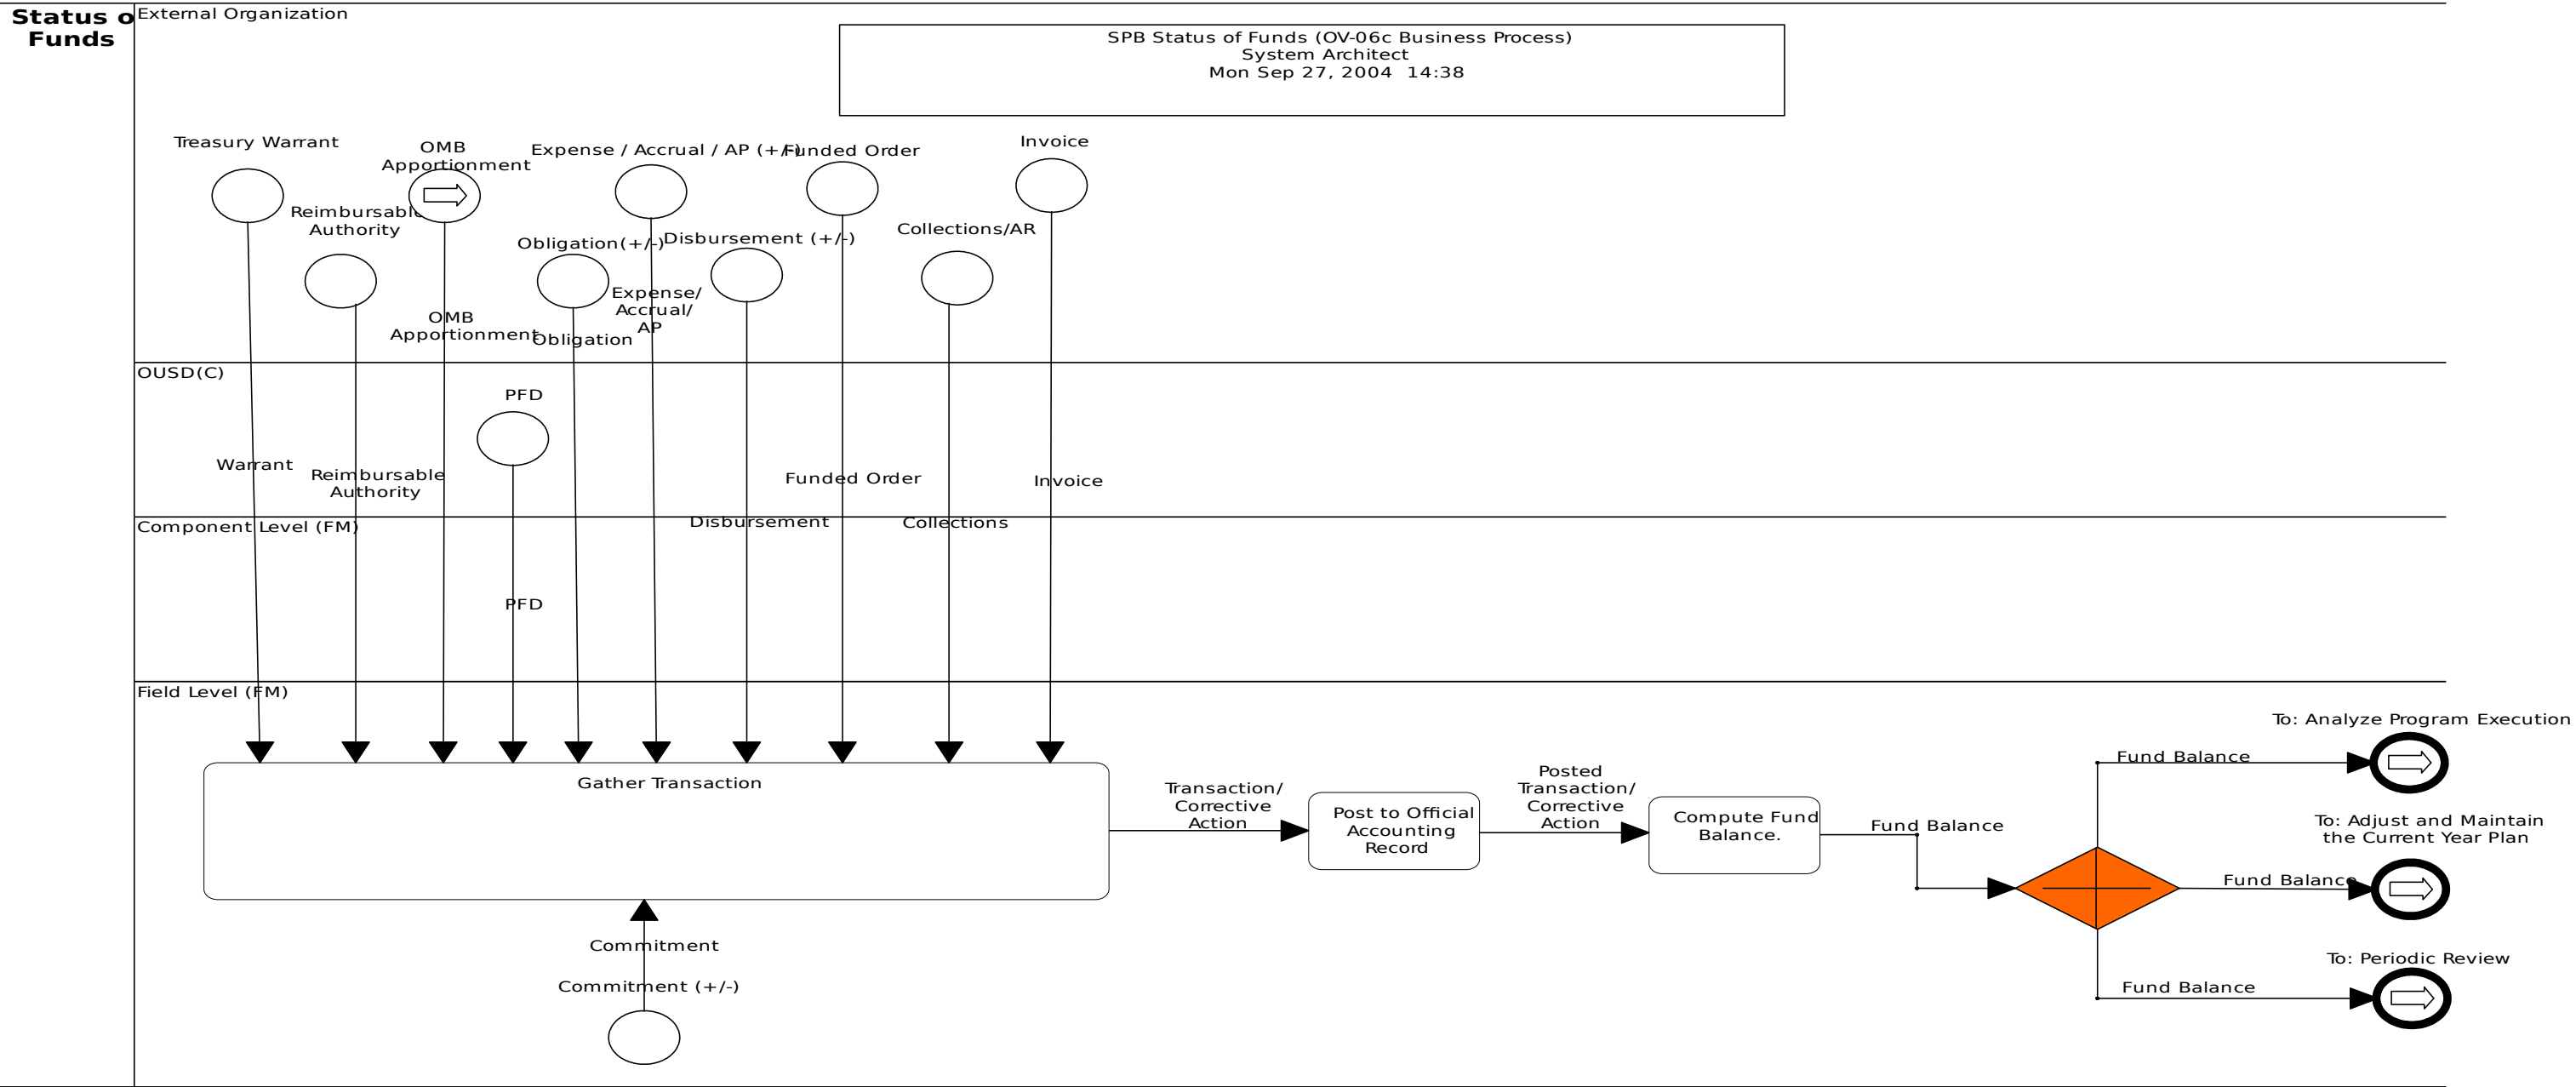 Status o
Funds
External Organization
SPB Status of Funds (OV-06c Business Process)
System Architect
Mon Sep 27, 2004  14:38
Treasury Warrant
OMB
Apportionment
Expense / Accrual / AP (+/-)
Funded Order
Invoice
Reimbursable
Authority
Obligation(+/-)
Disbursement (+/-)
Collections/AR
Expense/
Accrual/
AP
OMB
Apportionment
Obligation
OUSD(C)
PFD
Warrant
Reimbursable
Authority
Funded Order
Invoice
Component Level (FM)
Disbursement
Collections
PFD
Field Level (FM)
Gather Transaction
Transaction/
Corrective
Action
Post to Official
Accounting
Record
Posted
Transaction/
Corrective
Action
Compute Fund
Balance.
Fund Balance
To: Analyze Program Execution
Fund Balance
To: Adjust and Maintain
the Current Year Plan
Fund Balance
To: Periodic Review
Fund Balance
Commitment
Commitment (+/-)